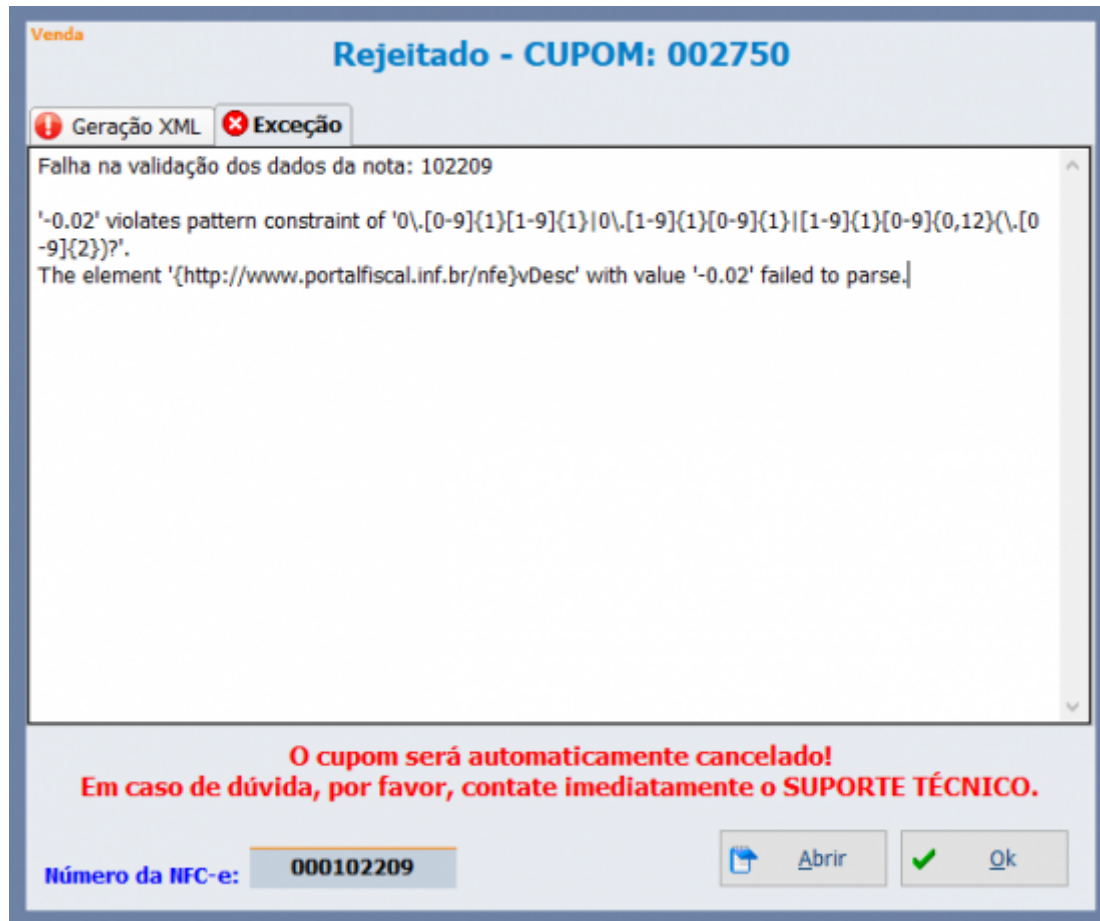 Venda
Rejeitado - CUPOM: 002750
Geração XML
Exceção
Falha na validação dos dados da nota: 102209
'-0.02' violates pattern constraint of '0\.[0-9]{1}[1-9]{1}|0\.[1-9]{1}[0-9]{1}|[1-9]{1}[0-9]{0,12}(\.[0
-9]{2})?'.
The element '{http://www.portalfiscal.inf.br/nfe}vDesc' with value '-0.02' failed to parse.
O cupom será automaticamente cancelado!
Em caso de dúvida, por favor, contate imediatamente o SUPORTE TÉCNICO.
Número da NFC-e:
000102209
Abrir
Ok